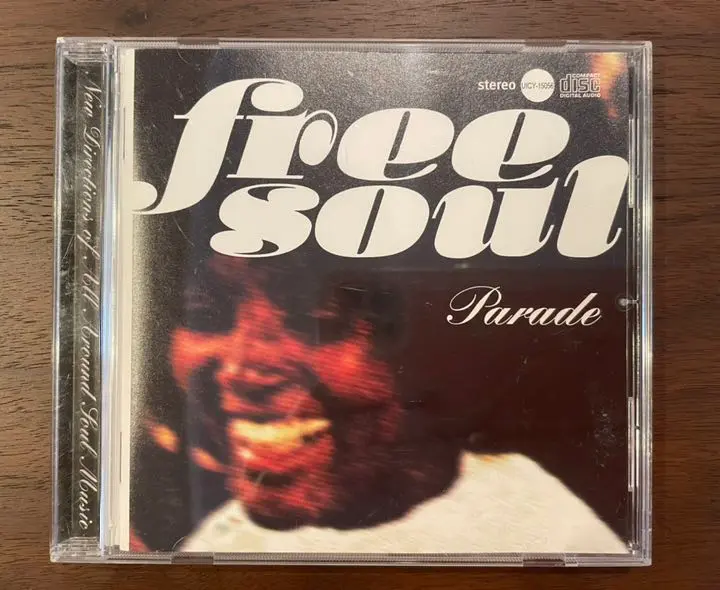 stereo
UICY-15056
COMPACT
disc
DIGITAL AUDIO
free
soul
Parade
New Directions of All Around Soul Music